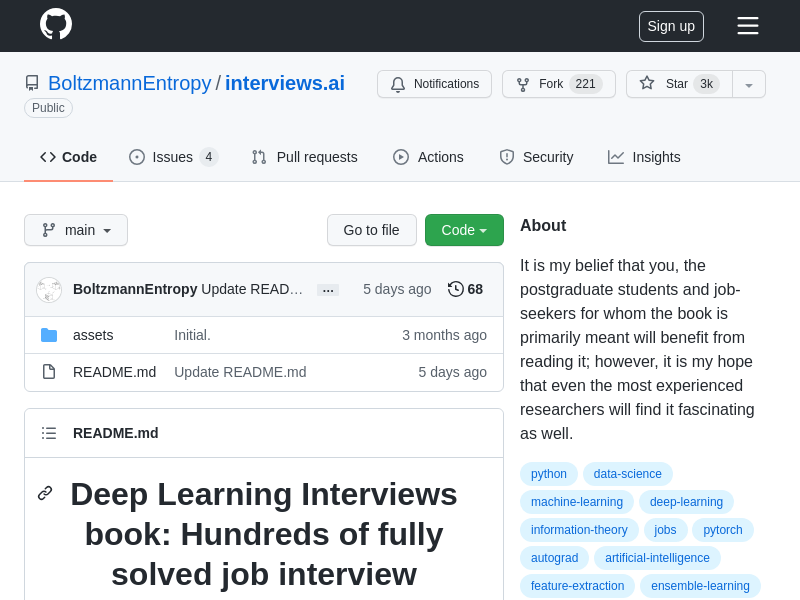 Sign up
BoltzmannEntropy / interviews.ai
Public
Notifications
Fork 221
Star 3k
Code
Issues 4
Pull requests
Actions
Security
Insights
main
Go to file
Code
BoltzmannEntropy Update READ… ... 5 days ago 68
assets Initial. 3 months ago
README.md Update README.md 5 days ago
README.md
Deep Learning Interviews
book: Hundreds of fully
solved job interview
About
It is my belief that you, the
postgraduate students and job-
seekers for whom the book is
primarily meant will benefit from
reading it; however, it is my hope
that even the most experienced
researchers will find it fascinating
as well.
python data-science
machine-learning deep-learning
information-theory jobs pytorch
autograd artificial-intelligence
feature-extraction ensemble-learning